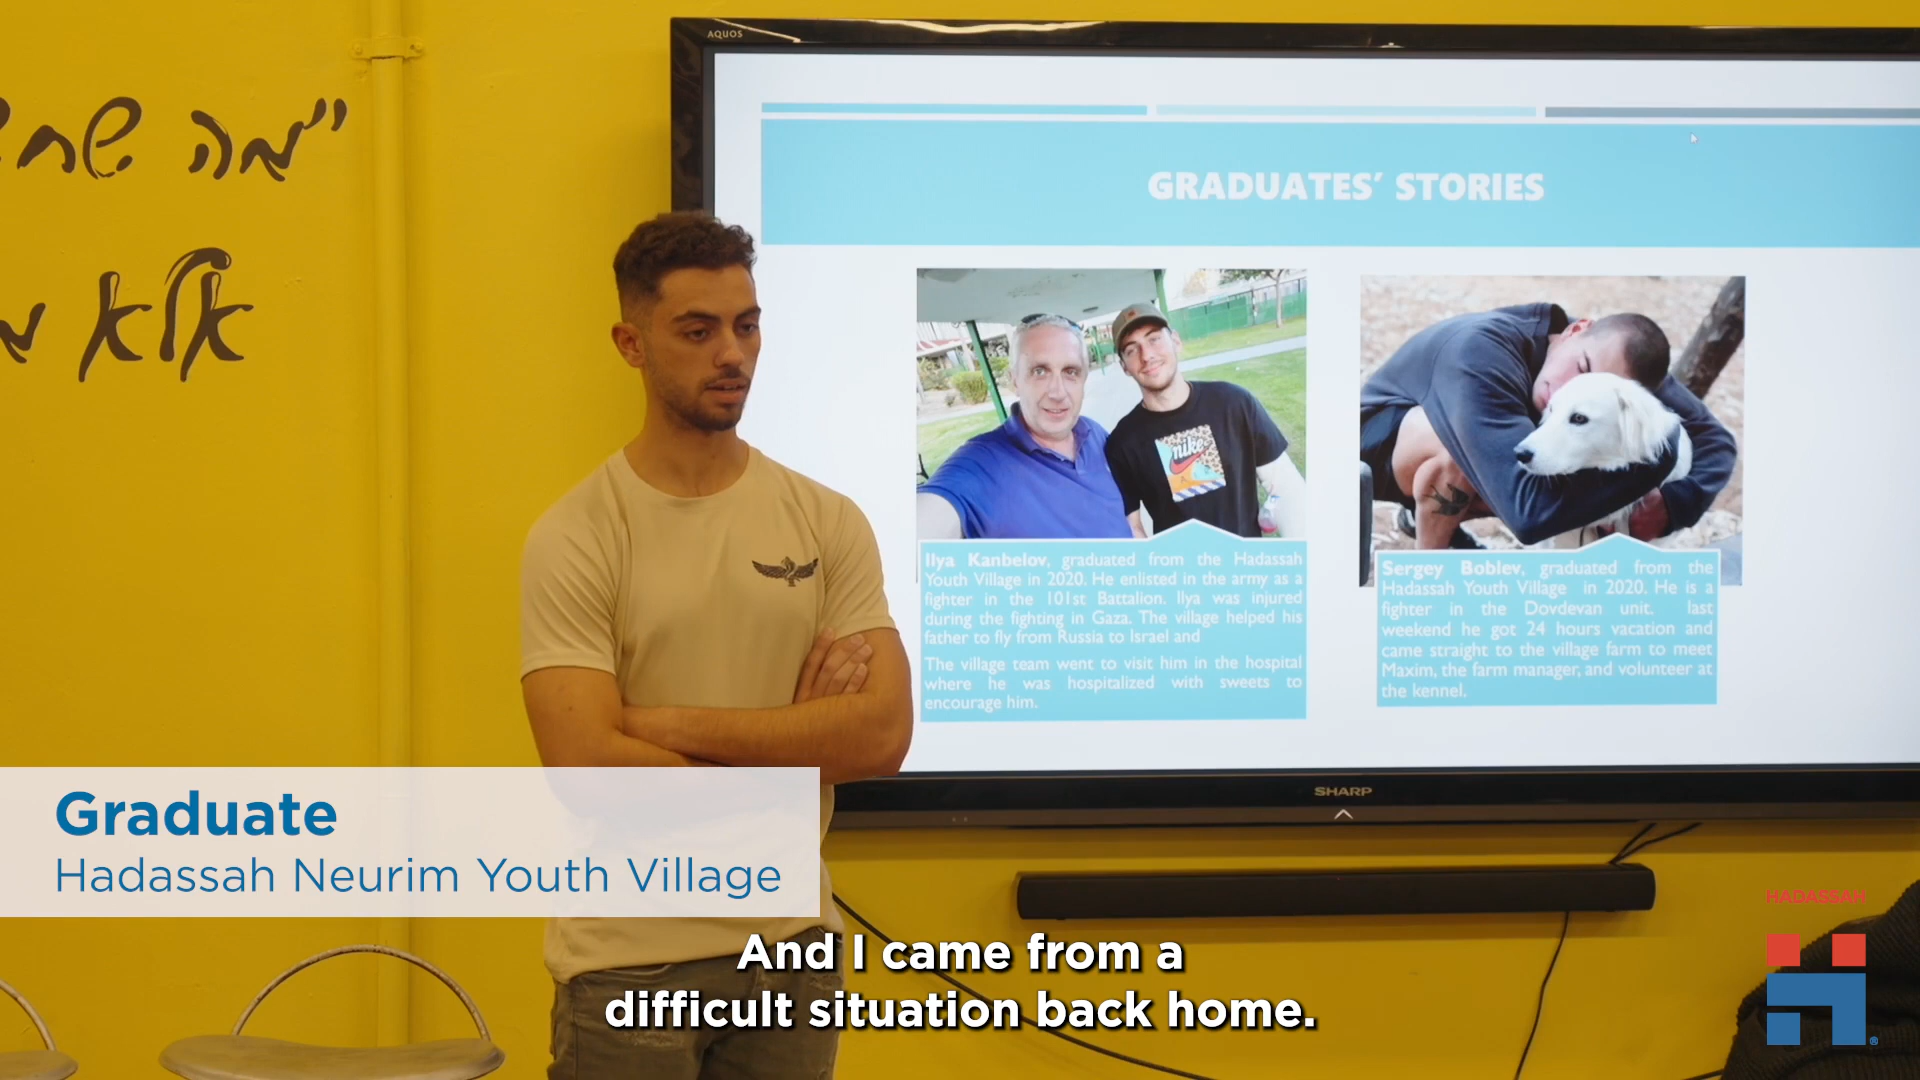 AQUOS
"מה
אלא
GRADUATES' STORIES
Ilya Kanbelov, graduated from the Hadassah
Youth Village in 2020. He enlisted in the army as a
fighter in the 101st Battalion. Ilya was injured
during the fighting in Gaza. The village helped his
father to fly from Russia to Israel and
The village team went to visit him in the hospital
where he was hospitalized with sweets to
encourage him.
nike
Sergey Boblev, graduated from the
Hadassah Youth Village in 2020. He is a
fighter in the Dovdevan unit. last
weekend he got 24 hours vacation and
came straight to the village farm to meet
Maxim, the farm manager, and volunteer at
the kennel.
SHARP
Graduate
Hadassah Neurim Youth Village
HADASSAH
And I came from a
difficult situation back home.